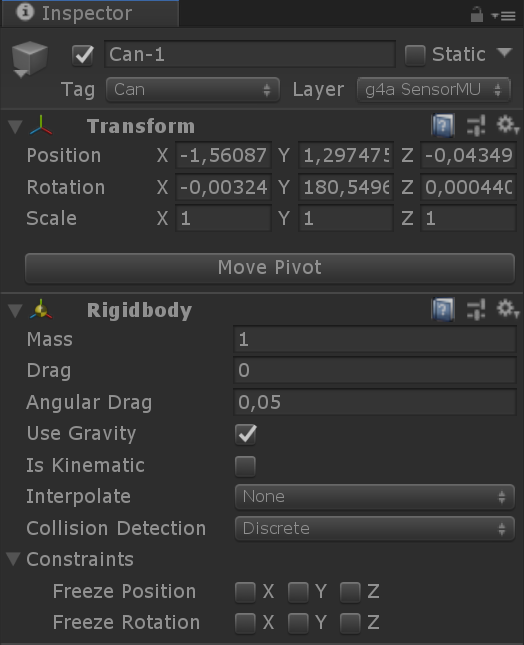 Inspector
Can-1 Static
Tag Can Layer g4a SensorMU
Transform
Position X -1,56087 Y 1,297475 Z -0,04349
Rotation X -0,00324 Y 180,5496 Z 0,000440
Scale X 1 Y 1 Z 1
Move Pivot
Rigidbody
Mass 1
Drag 0
Angular Drag 0,05
Use Gravity
Is Kinematic
Interpolate None
Collision Detection Discrete
Constraints
Freeze Position X Y Z
Freeze Rotation X Y Z